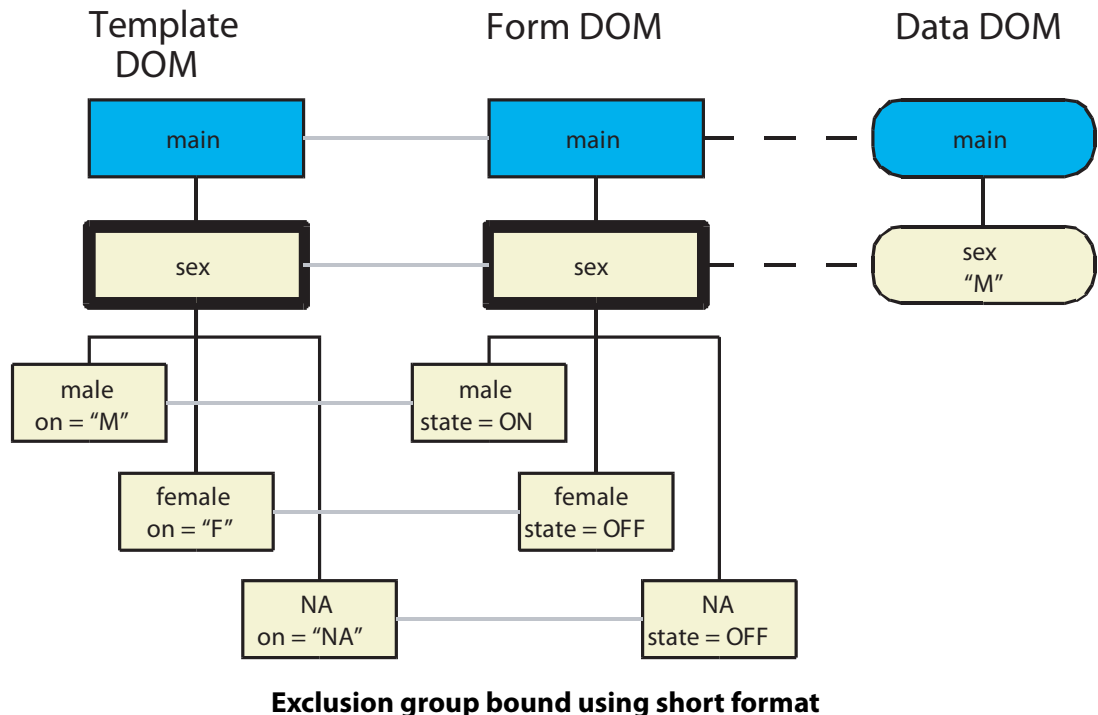 Template
DOM
Form DOM
Data DOM
main
main
main
sex
sex
sex
“M”
male
on = “M”
male
state = ON
female
on = “F”
female
state = OFF
NA
on = “NA”
NA
state = OFF
Exclusion group bound using short format